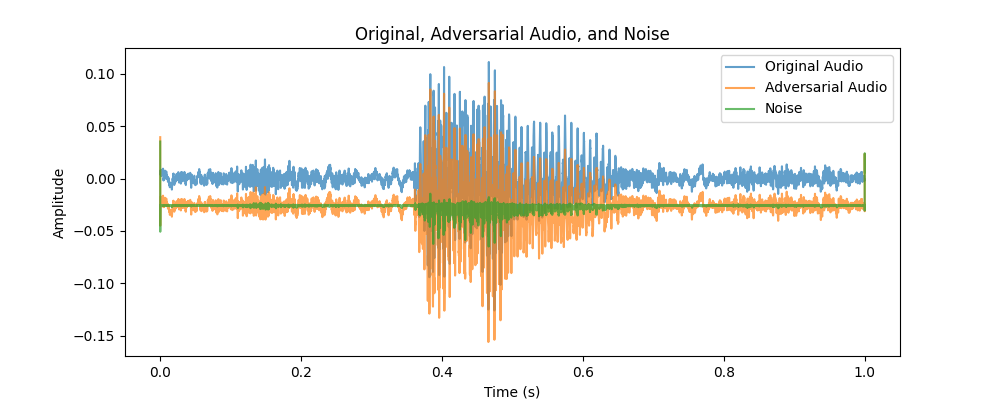 Original, Adversarial Audio, and Noise
Original Audio
Adversarial Audio
Noise
0.10
0.05
0.00
−0.05
−0.10
−0.15
Amplitude
0.0 0.2 0.4 0.6 0.8 1.0
Time (s)